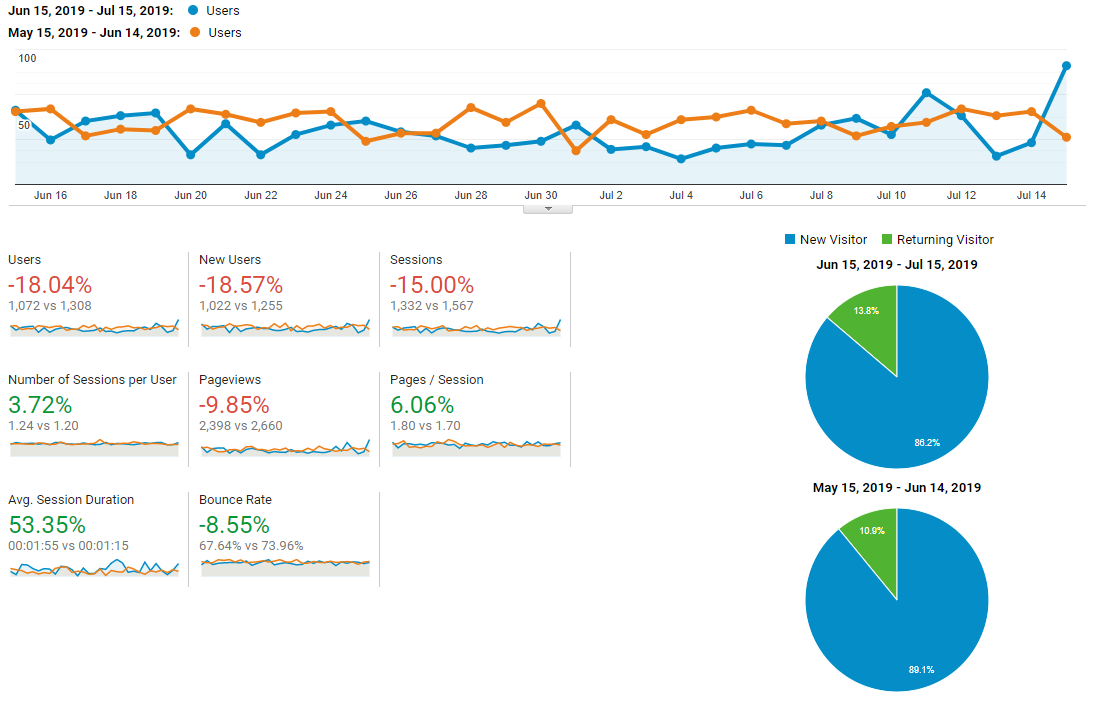 Jun 15, 2019 - Jul 15, 2019: Users
May 15, 2019 - Jun 14, 2019: Users
100
50
Jun 16 Jun 18 Jun 20 Jun 22 Jun 24 Jun 26 Jun 28 Jun 30 Jul 2 Jul 4 Jul 6 Jul 8 Jul 10 Jul 12 Jul 14
Users
-18.04%
1,072 vs 1,308
New Users
-18.57%
1,022 vs 1,255
Sessions
-15.00%
1,332 vs 1,567
Number of Sessions per User
3.72%
1.24 vs 1.20
Pageviews
-9.85%
2,398 vs 2,660
Pages / Session
6.06%
1.80 vs 1.70
Avg. Session Duration
53.35%
00:01:55 vs 00:01:15
Bounce Rate
-8.55%
67.64% vs 73.96%
New Visitor Returning Visitor
Jun 15, 2019 - Jul 15, 2019
13.8%
86.2%
May 15, 2019 - Jun 14, 2019
10.9%
89.1%